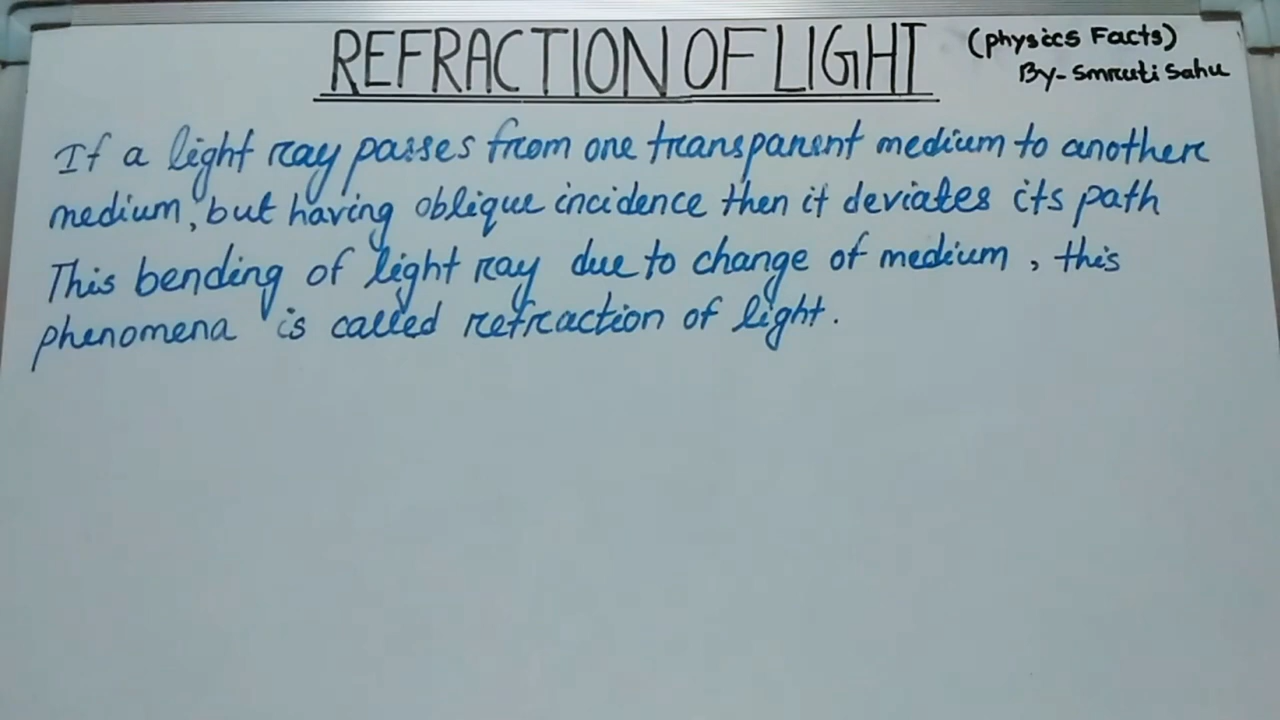 REFRACTION OF LIGHT
(physics Facts)
By- Smruti Sahu
If a light ray passes from one transparent medium to another
medium, but having oblique incidence then it deviates its path
This bending of light ray due to change of medium, this
phenomena is called refraction of light.